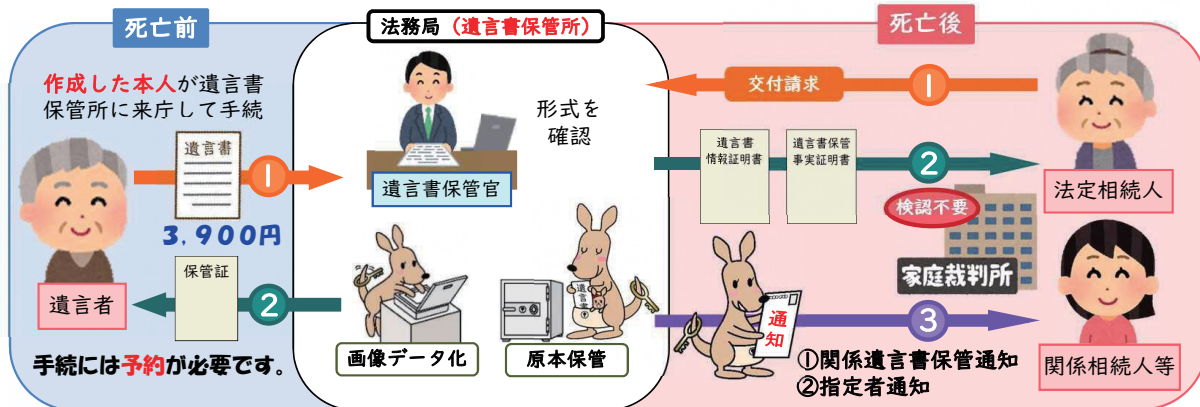 死亡前
作成した本人が遺言書
保管所に来庁して手続
遺言書
①
3,900円
保管証
②
遺言者
手続には予約が必要です。
法務局（遺言書保管所）
形式を
確認
遺言書保管官
画像データ化
遺言書
原本保管
死亡後
交付請求
①
遺言書
情報証明書
遺言書保管
事実証明書
②
検認不要
家庭裁判所
法定相続人
通知
③
①関係遺言書保管通知
②指定者通知
関係相続人等